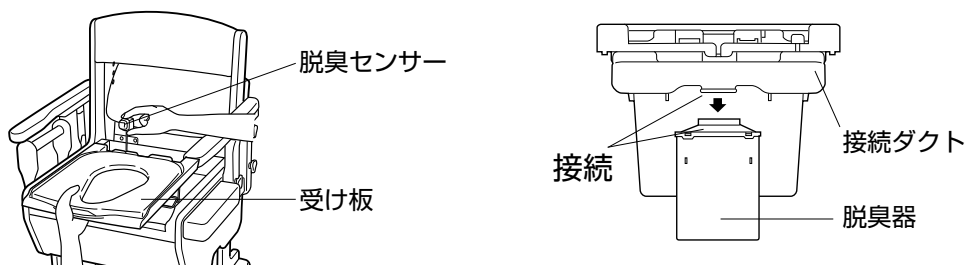 脱臭センサー
受け板
接続ダクト
接続
脱臭器